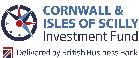 CORNWALL &
ISLES OF SCILLY
Investment Fund
Delivered by British Business Bank